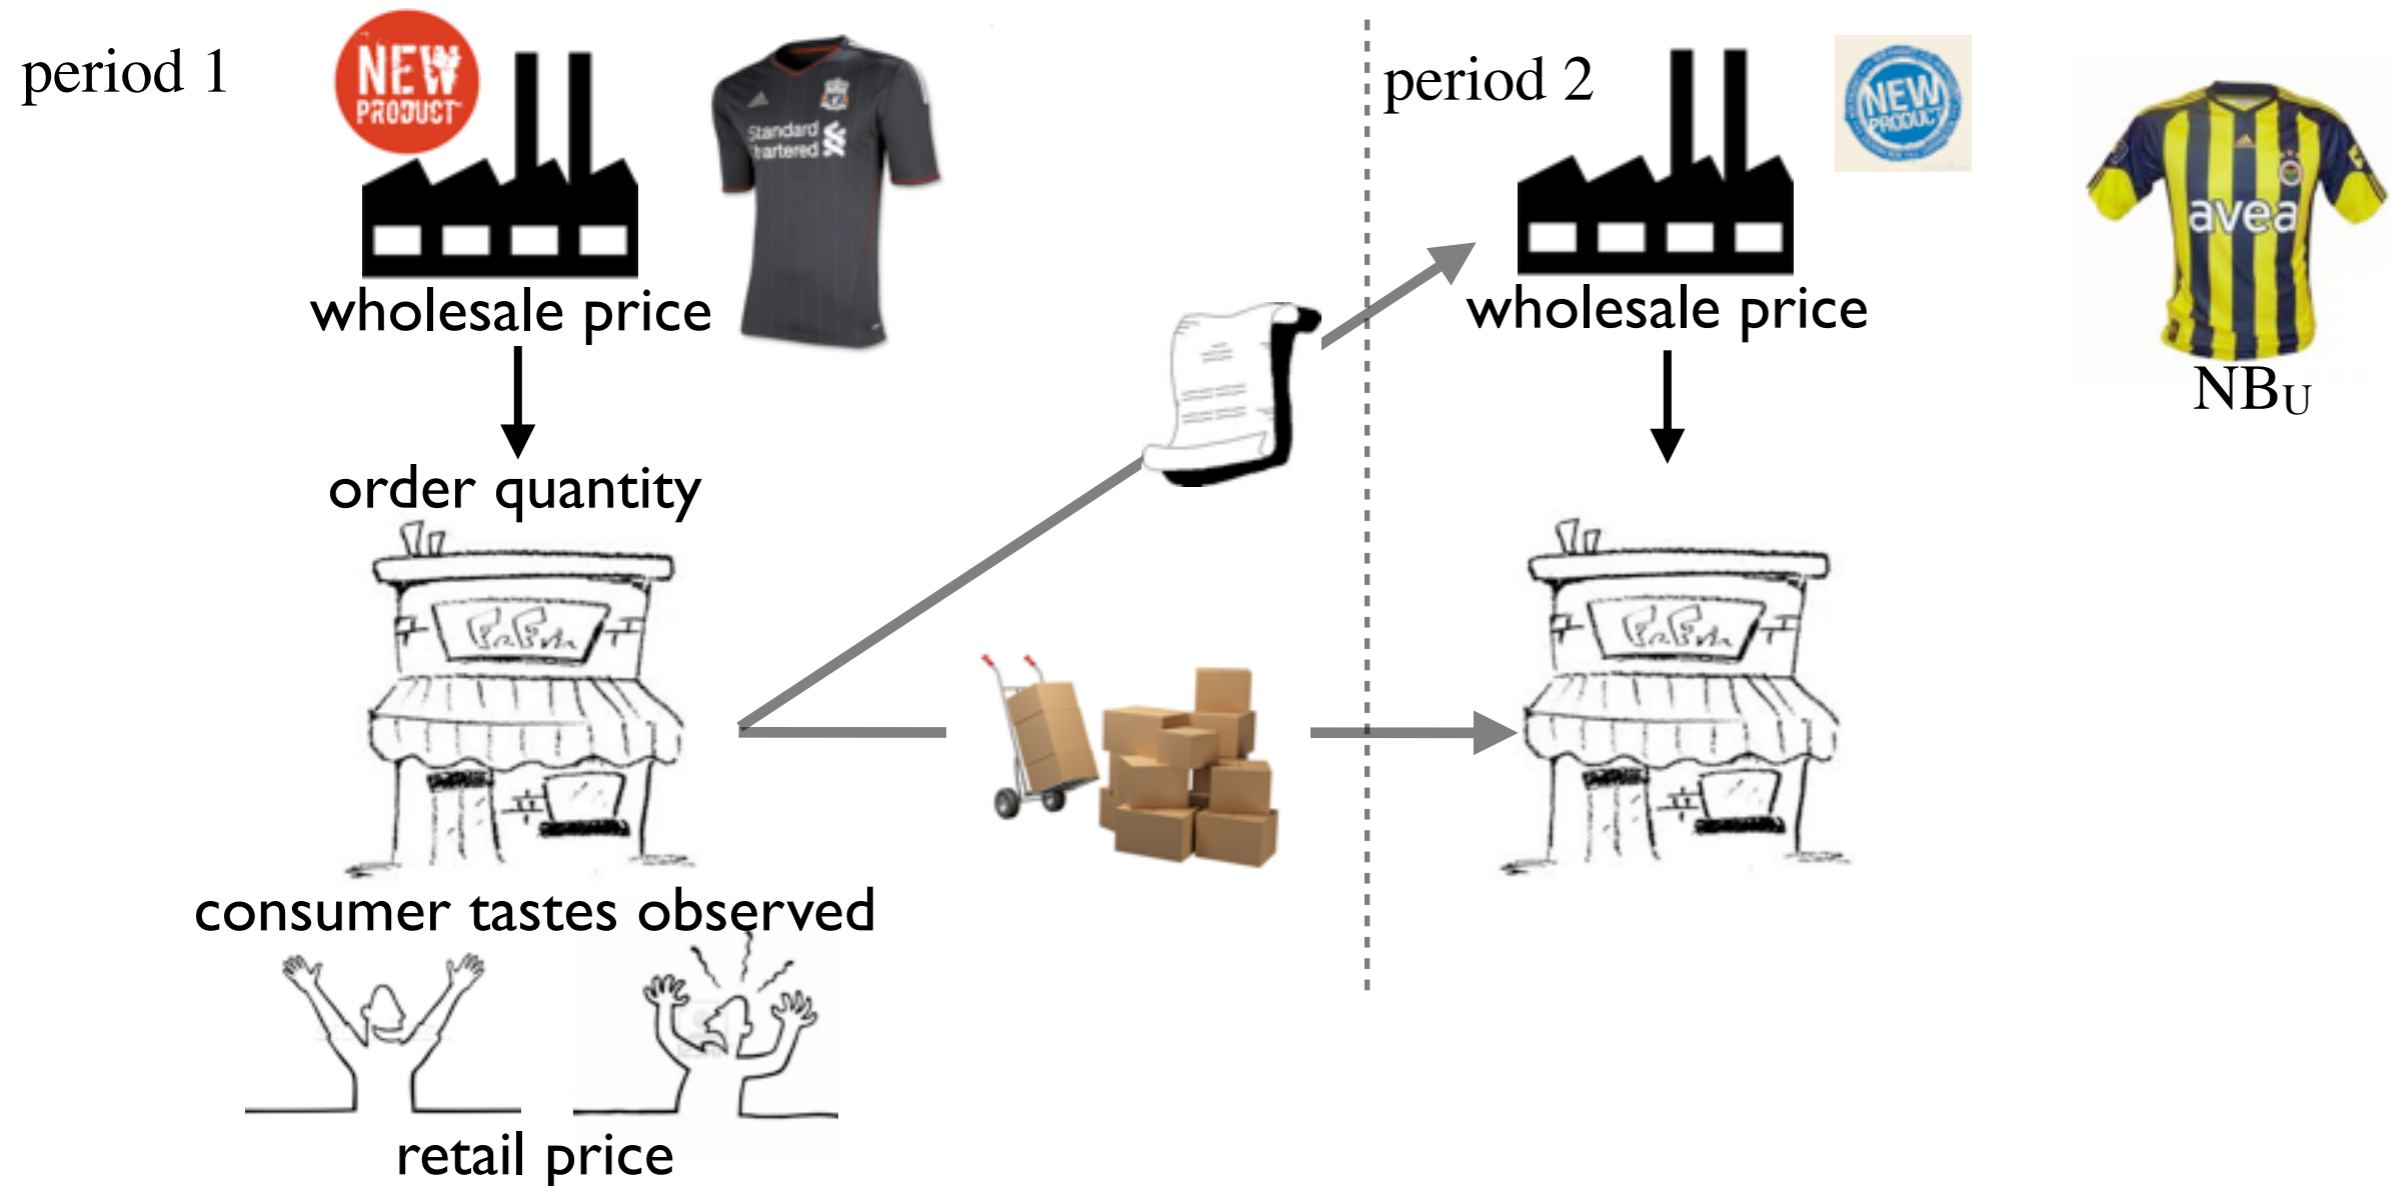 period 1
NEW
PRODUCT
Standard
Chartered
wholesale price
order quantity
consumer tastes observed
retail price
period 2
NEW
PRODUCT
avea
wholesale price
NBU